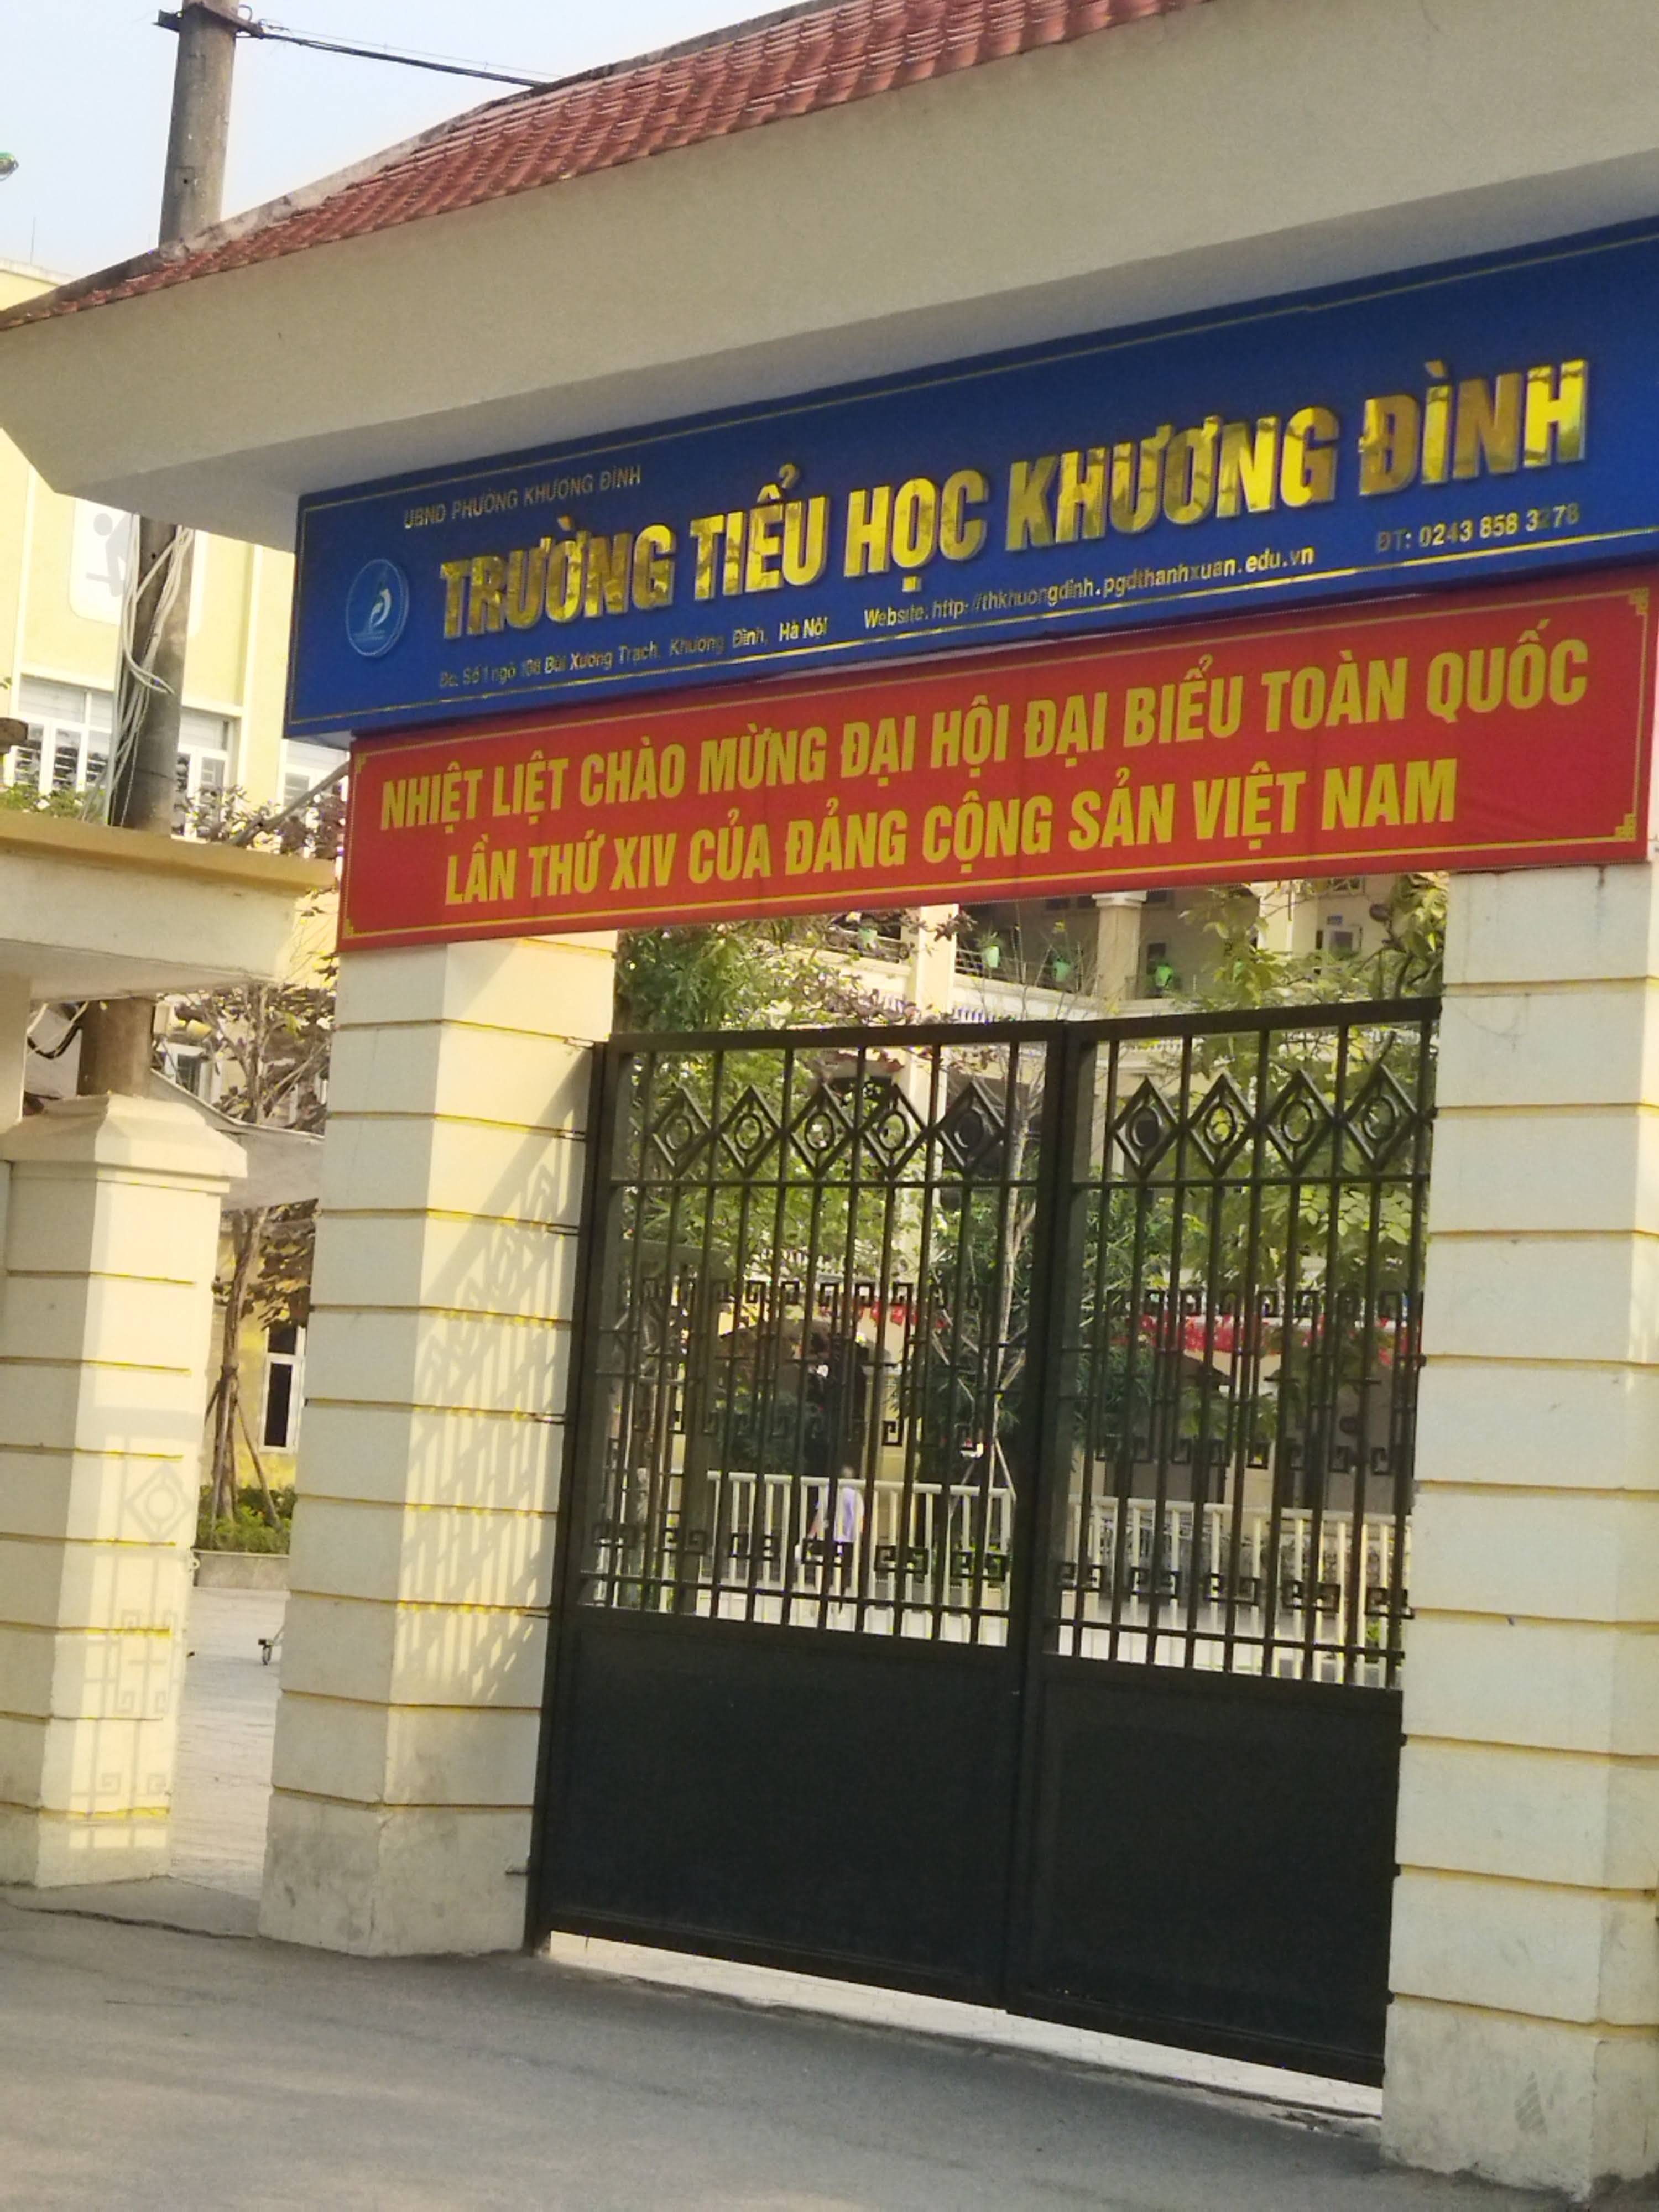 UBND PHƯỜNG KHƯƠNG ĐÌNH
TRƯỜNG TIỂU HỌC KHƯƠNG ĐÌNH
Đc: Số 1 ngõ 108 Bùi Xương Trạch, Khương Đình, Hà Nội Website: http://thkhuongdinh.pgdthanhxuan.edu.vn ĐT: 0243 858 3278
NHIỆT LIỆT CHÀO MỪNG ĐẠI HỘI ĐẠI BIỂU TOÀN QUỐC
LẦN THỨ XIV CỦA ĐẢNG CỘNG SẢN VIỆT NAM